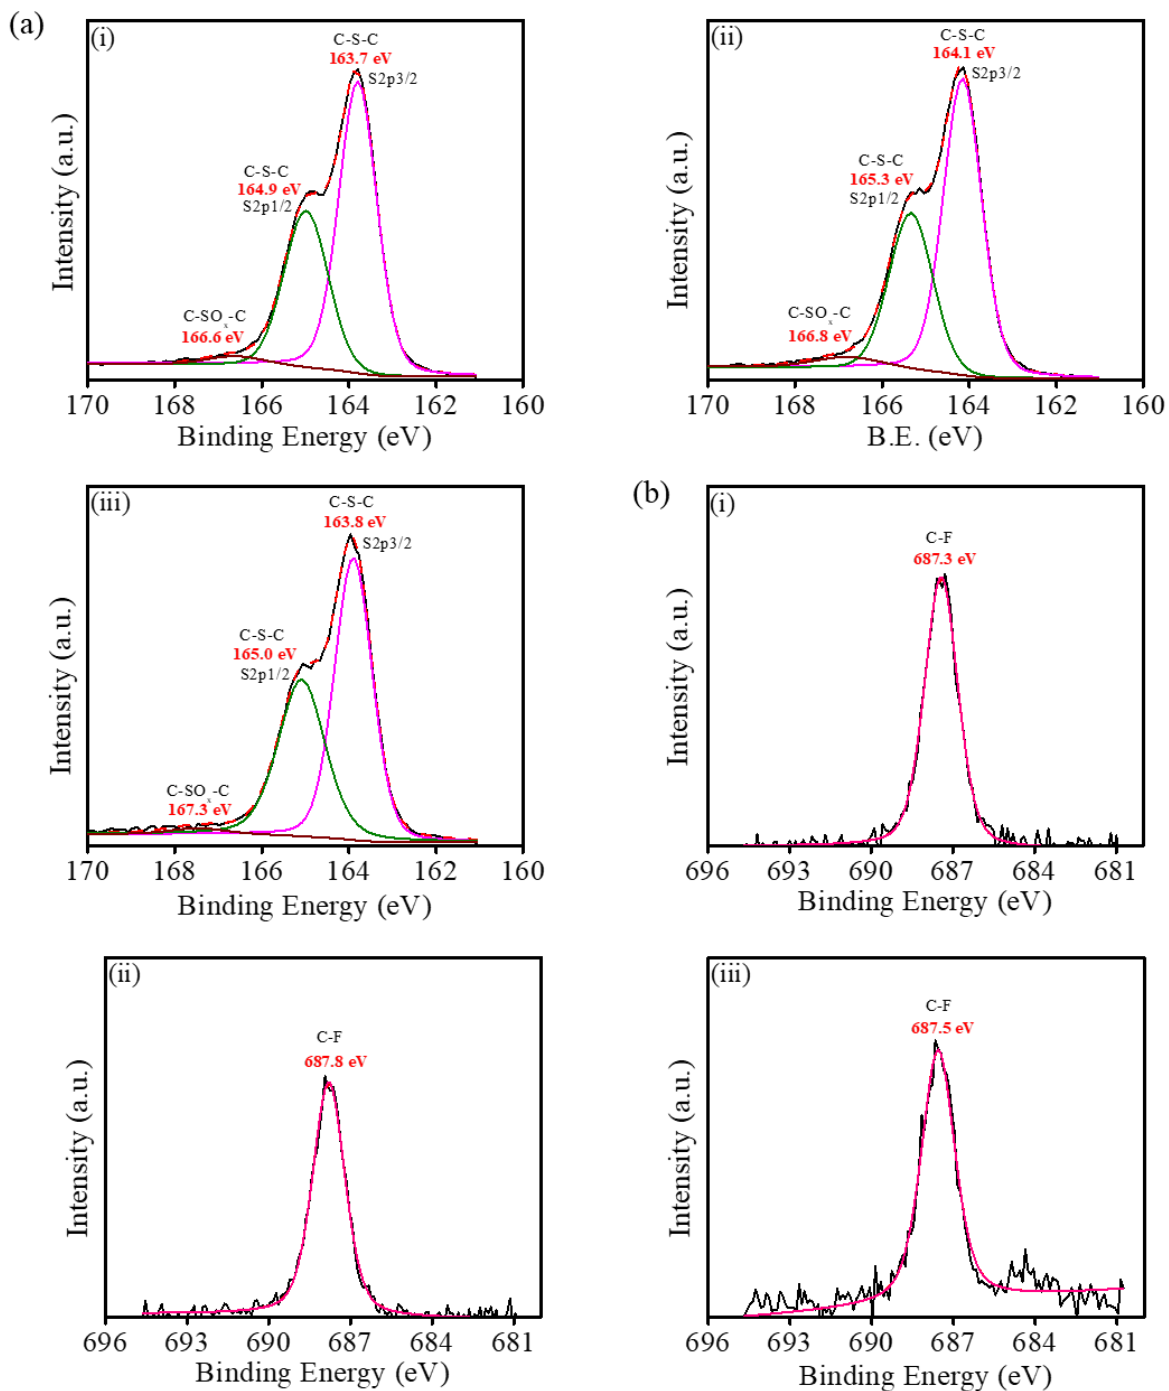 (a)
(i)
C-S-C
163.7 eV
S2p3/2
C-S-C
164.9 eV
S2p1/2
C-SOx-C
166.6 eV
Intensity (a.u.)
170 168 166 164 162 160
Binding Energy (eV)
(ii)
C-S-C
164.1 eV
S2p3/2
C-S-C
165.3 eV
S2p1/2
C-SOx-C
166.8 eV
Intensity (a.u.)
170 168 166 164 162 160
B.E. (eV)
(iii)
C-S-C
163.8 eV
S2p3/2
C-S-C
165.0 eV
S2p1/2
C-SOx-C
167.3 eV
Intensity (a.u.)
170 168 166 164 162 160
Binding Energy (eV)
(b)
(i)
C-F
687.3 eV
Intensity (a.u.)
696 693 690 687 684 681
Binding Energy (eV)
(ii)
C-F
687.8 eV
Intensity (a.u.)
696 693 690 687 684 681
Binding Energy (eV)
(iii)
C-F
687.5 eV
Intensity (a.u.)
696 693 690 687 684 681
Binding Energy (eV)